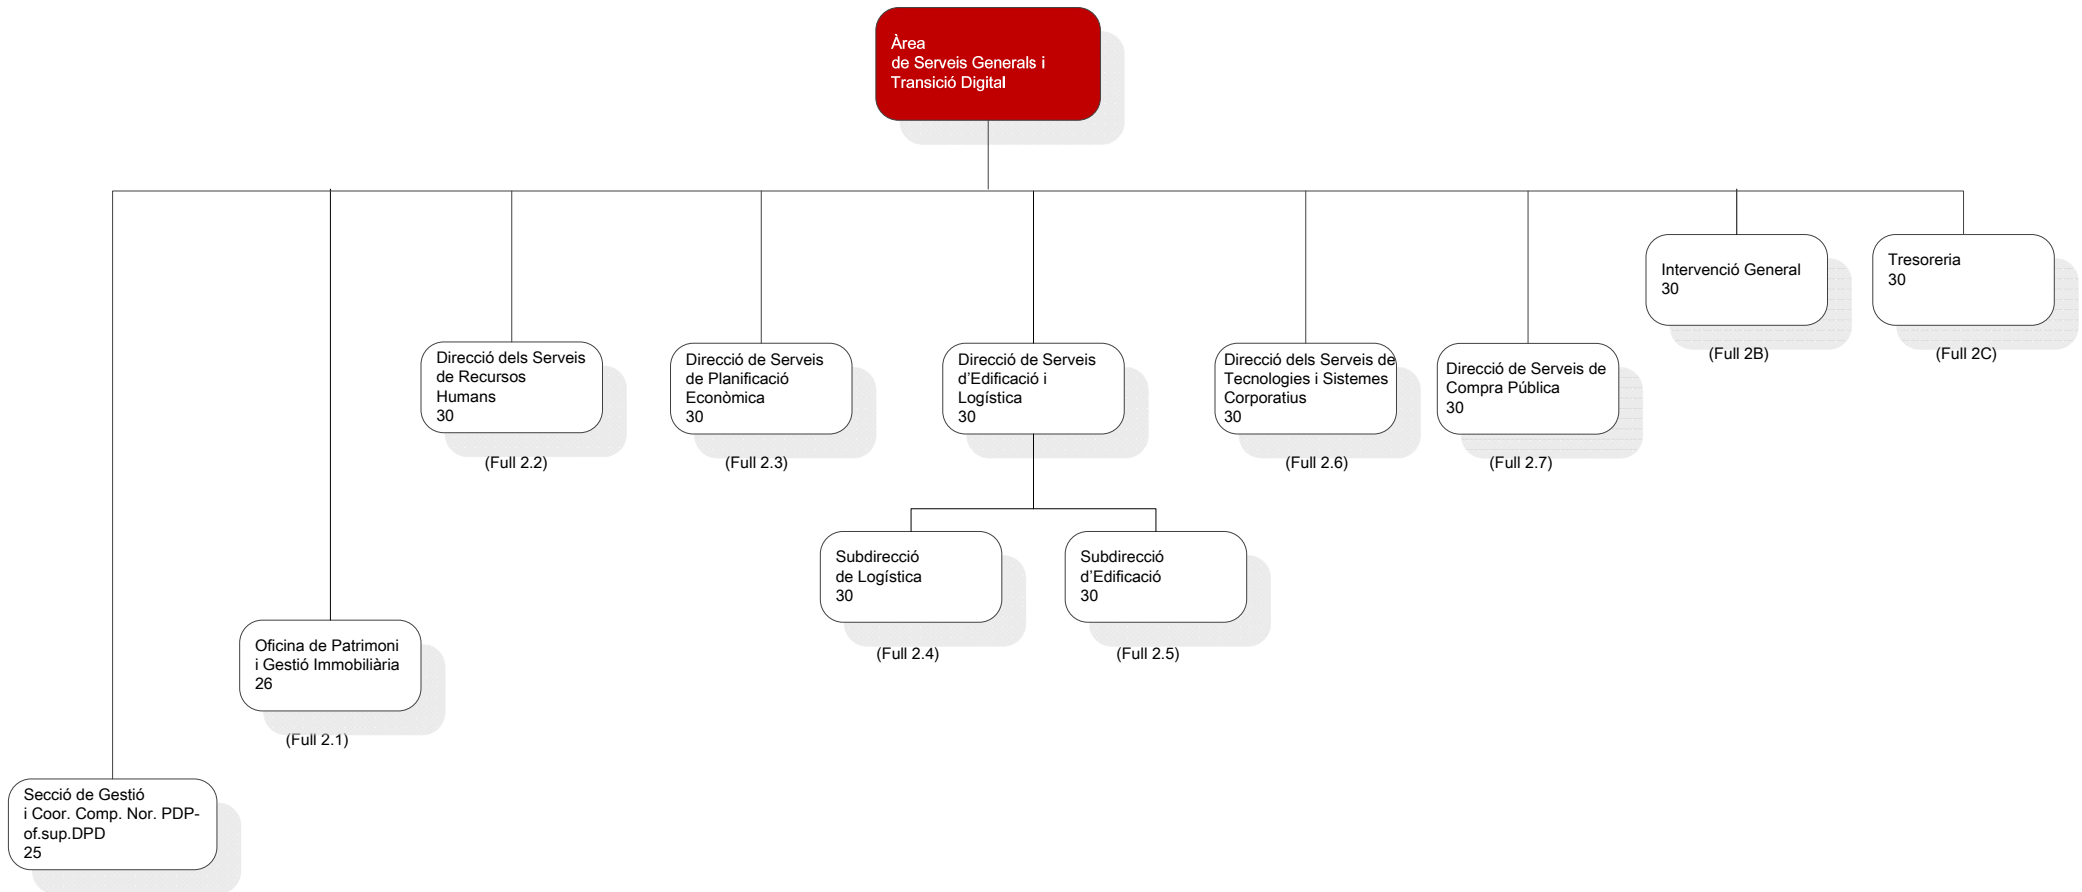 Àrea
de Serveis Generals i
Transició Digital
Intervenció General
30
(Full 2B)
Tresoreria
30
(Full 2C)
Direcció dels Serveis
de Recursos
Humans
30
(Full 2.2)
Direcció de Serveis
de Planificació
Econòmica
30
(Full 2.3)
Direcció de Serveis
d’Edificació i
Logística
30
Direcció dels Serveis de
Tecnologies i Sistemes
Corporatius
30
(Full 2.6)
Direcció de Serveis de
Compra Pública
30
(Full 2.7)
Subdirecció
de Logística
30
(Full 2.4)
Subdirecció
d’Edificació
30
(Full 2.5)
Oficina de Patrimoni
i Gestió Immobiliària
26
(Full 2.1)
Secció de Gestió
i Coor. Comp. Nor. PDP-
of.sup.DPD
25